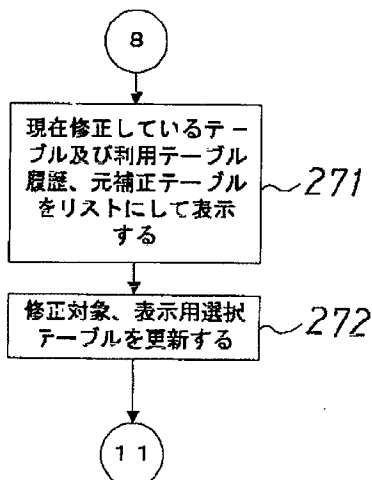 8
現在修正しているテー
ブル及び利用テーブル
履歴、元補正テーブル
をリストにして表示
する
271
修正対象、表示用選択
テーブルを更新する
272
11